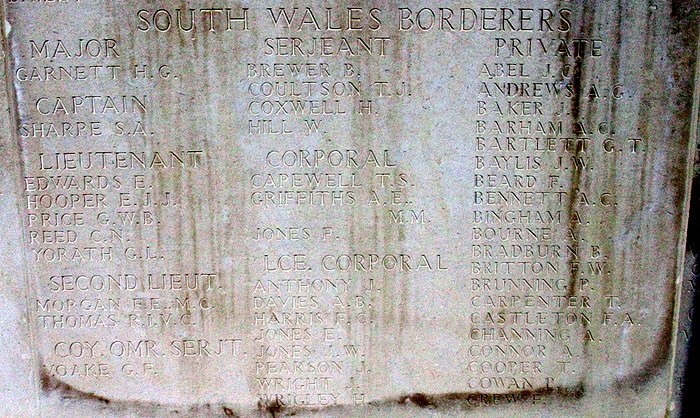 SOUTH WALES BORDERERS
MAJOR
GARNETT H.G.
CAPTAIN
SHARPE S.A.
LIEUTENANT
EDWARDS E.
HOOPER E.J.J.
PRICE G.W.B.
REED C.N.
YORATH G.L.
SECOND LIEUT.
MORGAN F.E. M.C.
THOMAS R.I.V.C.
COY. QMR. SERJT.
VOAKE G.F.
SERJEANT
BREWER B.
COULTSON T.J.
COXWELL H.
HILL W.
CORPORAL
CAPEWELL T.S.
GRIFFITHS A.E.
M.M.
JONES F.
LCE. CORPORAL
ANTHONY J.
DAVIES A.B.
HARRIS F.C.
JONES E.
JONES J.W.
PEARSON J.
WRIGHT J.
WRIGLEY H.
PRIVATE
ABEL J.C.
ANDREWS A.G.
BAKER J.
BARHAM A.C.
BARTLETT G.T.
BAYLIS J.W.
BEARD F.
BENNETT A.C.
BINGHAM A.
BOURNE A.
BRADBURN B.
BRITTON F.W.
BRUNNING P.
CARPENTER T.
CASTLETON F.A.
CHANNING A.
CONNOR A.
COOPER T.
COWAN P.
CREW F.